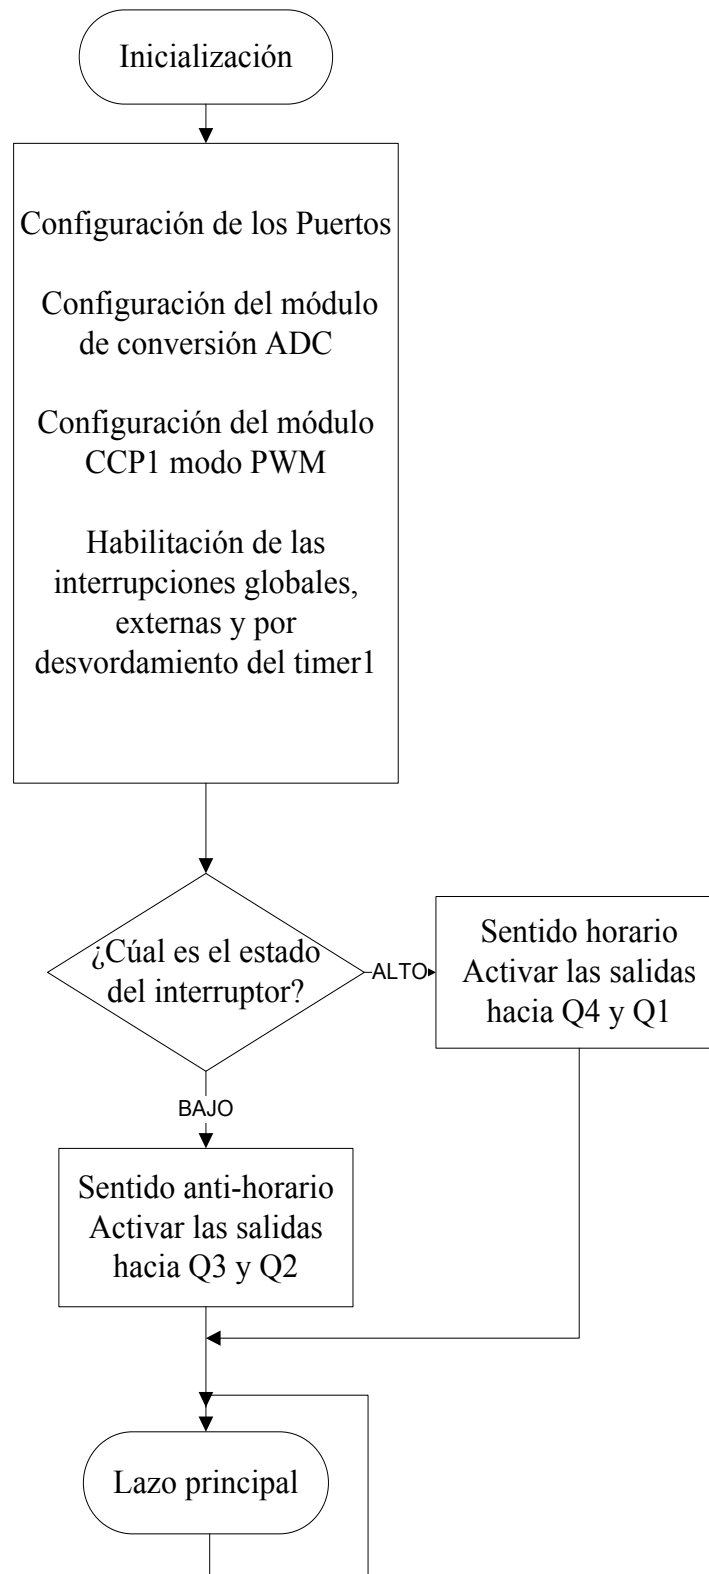 Inicialización
Configuración de los Puertos
Configuración del módulo
de conversión ADC
Configuración del módulo
CCP1 modo PWM
Habilitación de las
interrupciones globales,
externas y por
desvordamiento del timer1
¿Cúal es el estado
del interruptor?
ALTO
Sentido horario
Activar las salidas
hacia Q4 y Q1
BAJO
Sentido anti-horario
Activar las salidas
hacia Q3 y Q2
Lazo principal